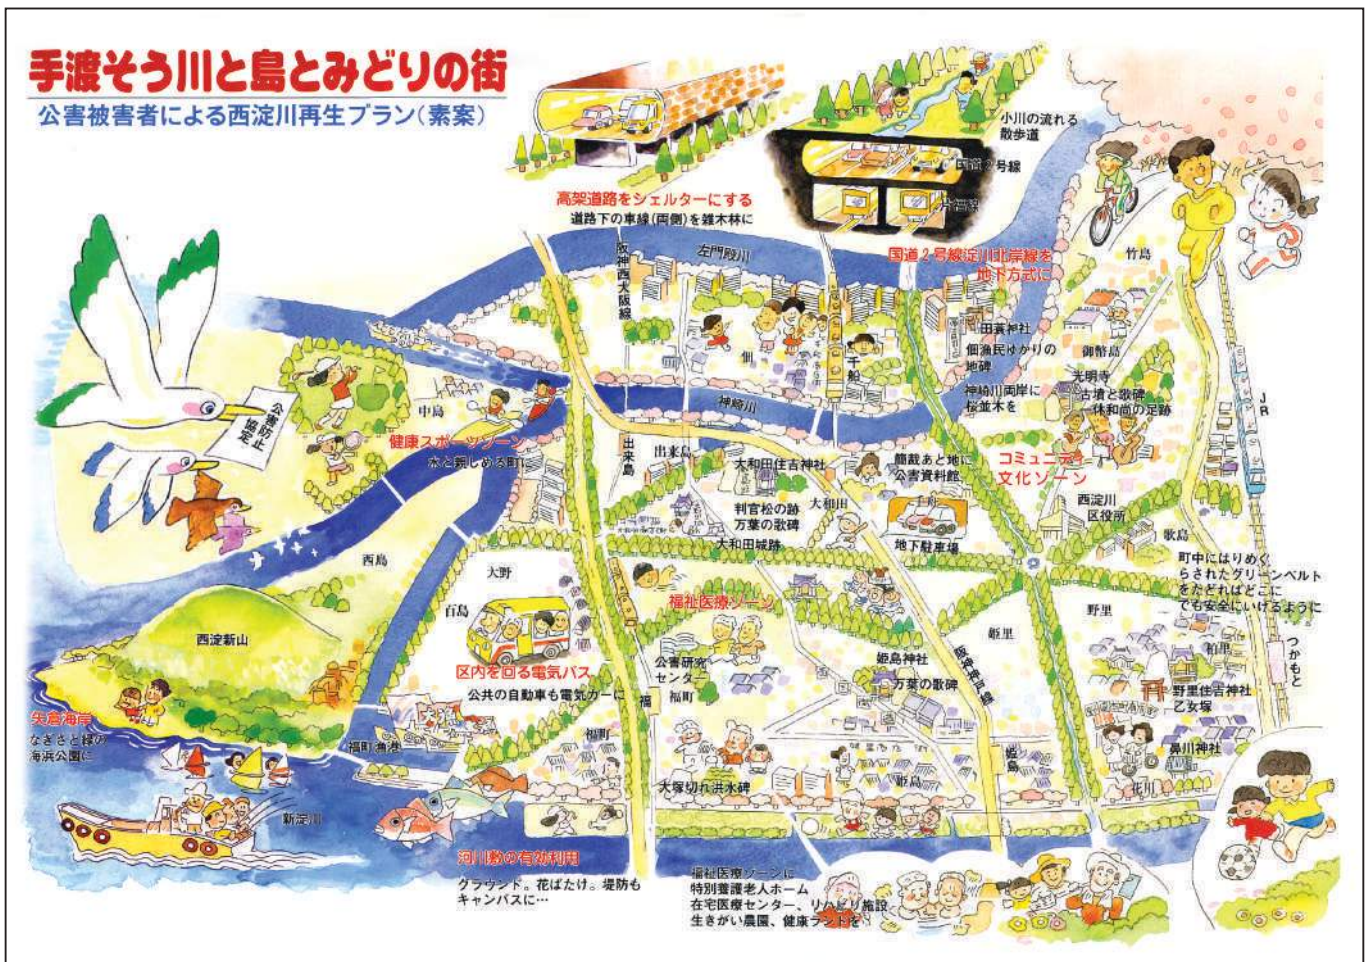 手渡そう川と島とみどりの街
公害被害者による西淀川再生プラン(素案)
小川の流れる
散歩道
国道2号線
片福線
高架道路をシェルターにする
道路下の車線(両側)を雑木林に
国道2号線淀川北岸線を
地下方式に
左門殿川
阪神西大阪線
竹島
田蓑神社
佃漁民ゆかりの
地碑
御幣島
佃
千船
光明寺
古墳と歌碑
一休和尚の足跡
神崎川両岸に
桜並木を
JR
公害防止
協定
中島
神崎川
健康スポーツゾーン
水と親しめる町に
出来島
出来島
大和田住吉神社
簡裁あと地に
公害資料館
コミュニティ
文化ゾーン
判官松の跡
万葉の歌碑
大和田
西淀川
区役所
大和田城跡
地下駐車場
歌島
西島
大野
町中にはりめぐ
らされたグリーンベルト
をたどればどこに
でも安全にいけるように
福祉医療ゾーン
百島
野里
姫里
西淀新山
公害研究
センター
姫島神社
柏里
つかもと
区内を回る電気バス
公共の自動車も電気カーに
福
福町
万葉の歌碑
阪神神戸線
野里住吉神社
乙女塚
矢倉海岸
なぎさと緑の
海浜公園に
福町漁港
福町
姫島
鼻川神社
大塚切れ洪水碑
姫島
花川
新淀川
河川敷の有効利用
グラウンド。花ばたけ。堤防も
キャンバスに…
福祉医療ゾーンに
特別養護老人ホーム
在宅医療センター、リハビリ施設
生きがい農園、健康ランドを